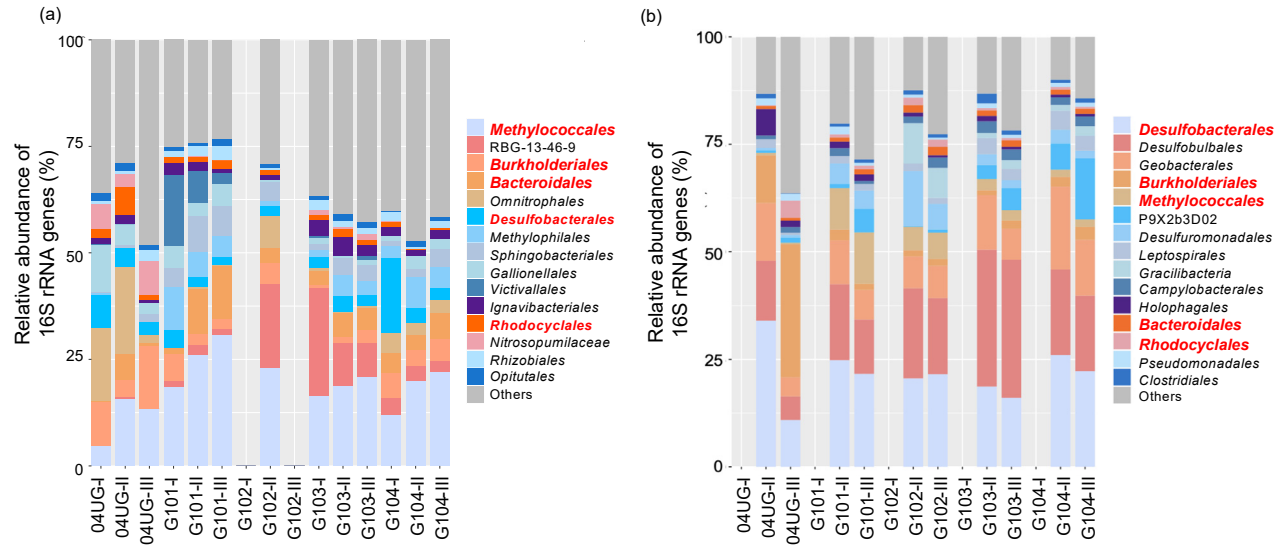 (a)
Relative abundance of
16S rRNA genes (%)
100
75
50
25
0
04UG-I
04UG-II
04UG-III
G101-I
G101-II
G101-III
G102-I
G102-II
G102-III
G103-I
G103-II
G103-III
G104-I
G104-II
G104-III
Methylococcales
RBG-13-46-9
Burkholderiales
Bacteroidales
Omnitrophales
Desulfobacterales
Methylophilales
Sphingobacteriales
Gallionellales
Victivallales
Ignavibacteriales
Rhodocyclales
Nitrosopumilaceae
Rhizobiales
Opitutales
Others
(b)
Relative abundance of
16S rRNA genes (%)
100
75
50
25
0
04UG-I
04UG-II
04UG-III
G101-I
G101-II
G101-III
G102-I
G102-II
G102-III
G103-I
G103-II
G103-III
G104-I
G104-II
G104-III
Desulfobacterales
Desulfobulbales
Geobacterales
Burkholderiales
Methylococcales
P9X2b3D02
Desulfuromonadales
Leptospirales
Gracilibacteria
Campylobacterales
Holophagales
Bacteroidales
Rhodocyclales
Pseudomonadales
Clostridiales
Others